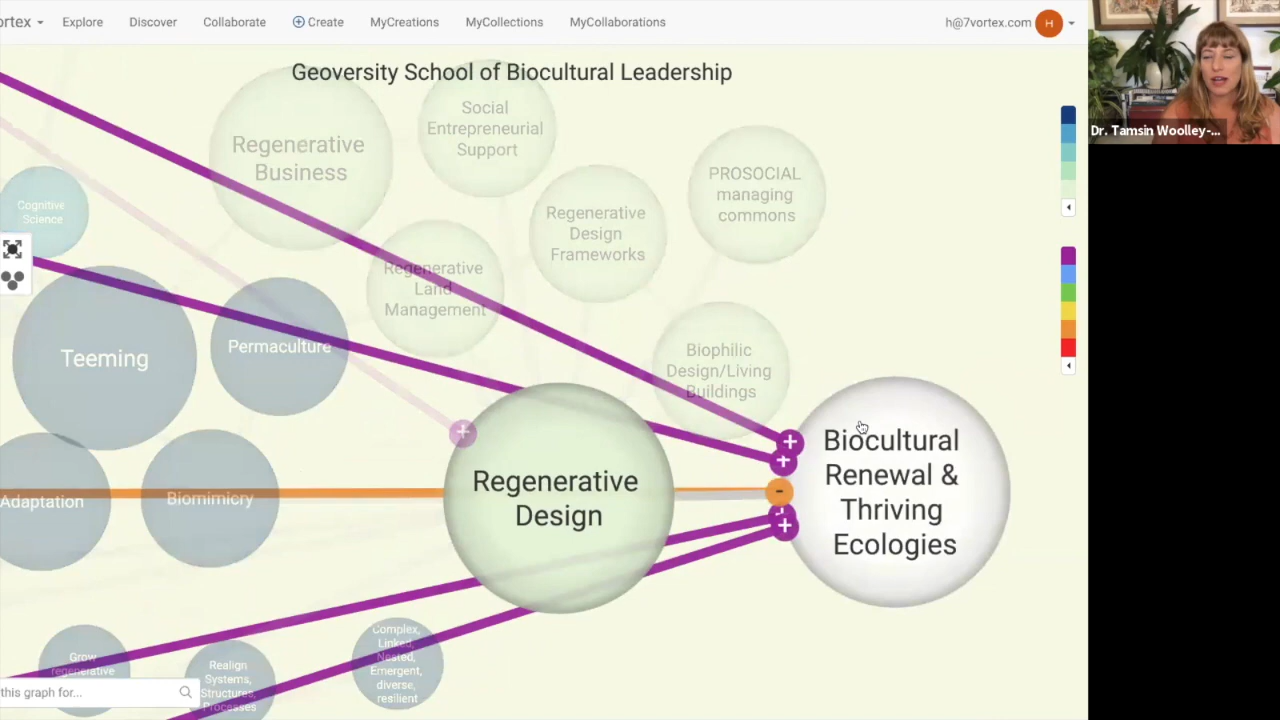 ortex
Explore
Discover
Collaborate
Create
MyCreations
MyCollections
MyCollaborations
h@7vortex.com
H
Geoversity School of Biocultural Leadership
Dr. Tamsin Woolley-...
Regenerative
Business
Social
Entrepreneurial
Support
PROSOCIAL
managing
commons
Cognitive
Science
Regenerative
Design
Frameworks
Regenerative
Land
Management
Teeming
Permaculture
Biophilic
Design/Living
Buildings
+
+
+
Biocultural
Renewal &
Thriving
Ecologies
Regenerative
Design
-
+
Adaptation
Biomimicry
Grow
regenerative
Realign
Systems,
Structures,
Processes
Complex,
Linked,
Nested,
Emergent,
diverse,
resilient
this graph for...